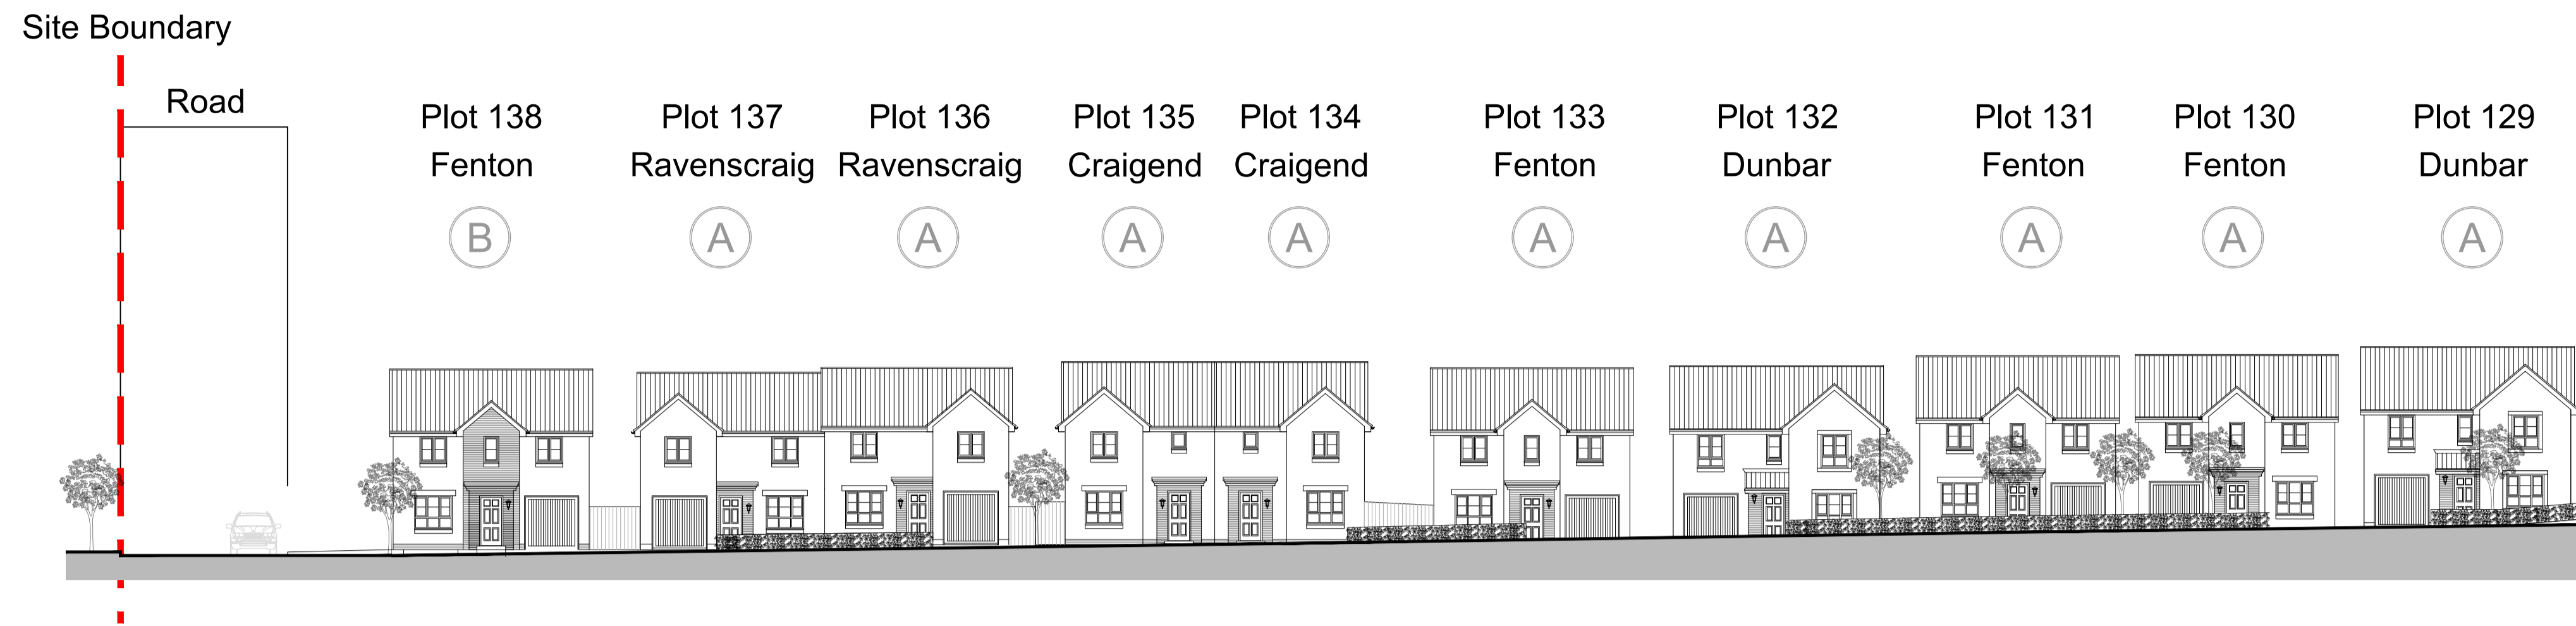 Site Boundary
Road
Plot 138
Fenton
B
Plot 137
Ravenscraig
A
Plot 136
Ravenscraig
A
Plot 135
Craigend
A
Plot 134
Craigend
A
Plot 133
Fenton
A
Plot 132
Dunbar
A
Plot 131
Fenton
A
Plot 130
Fenton
A
Plot 129
Dunbar
A